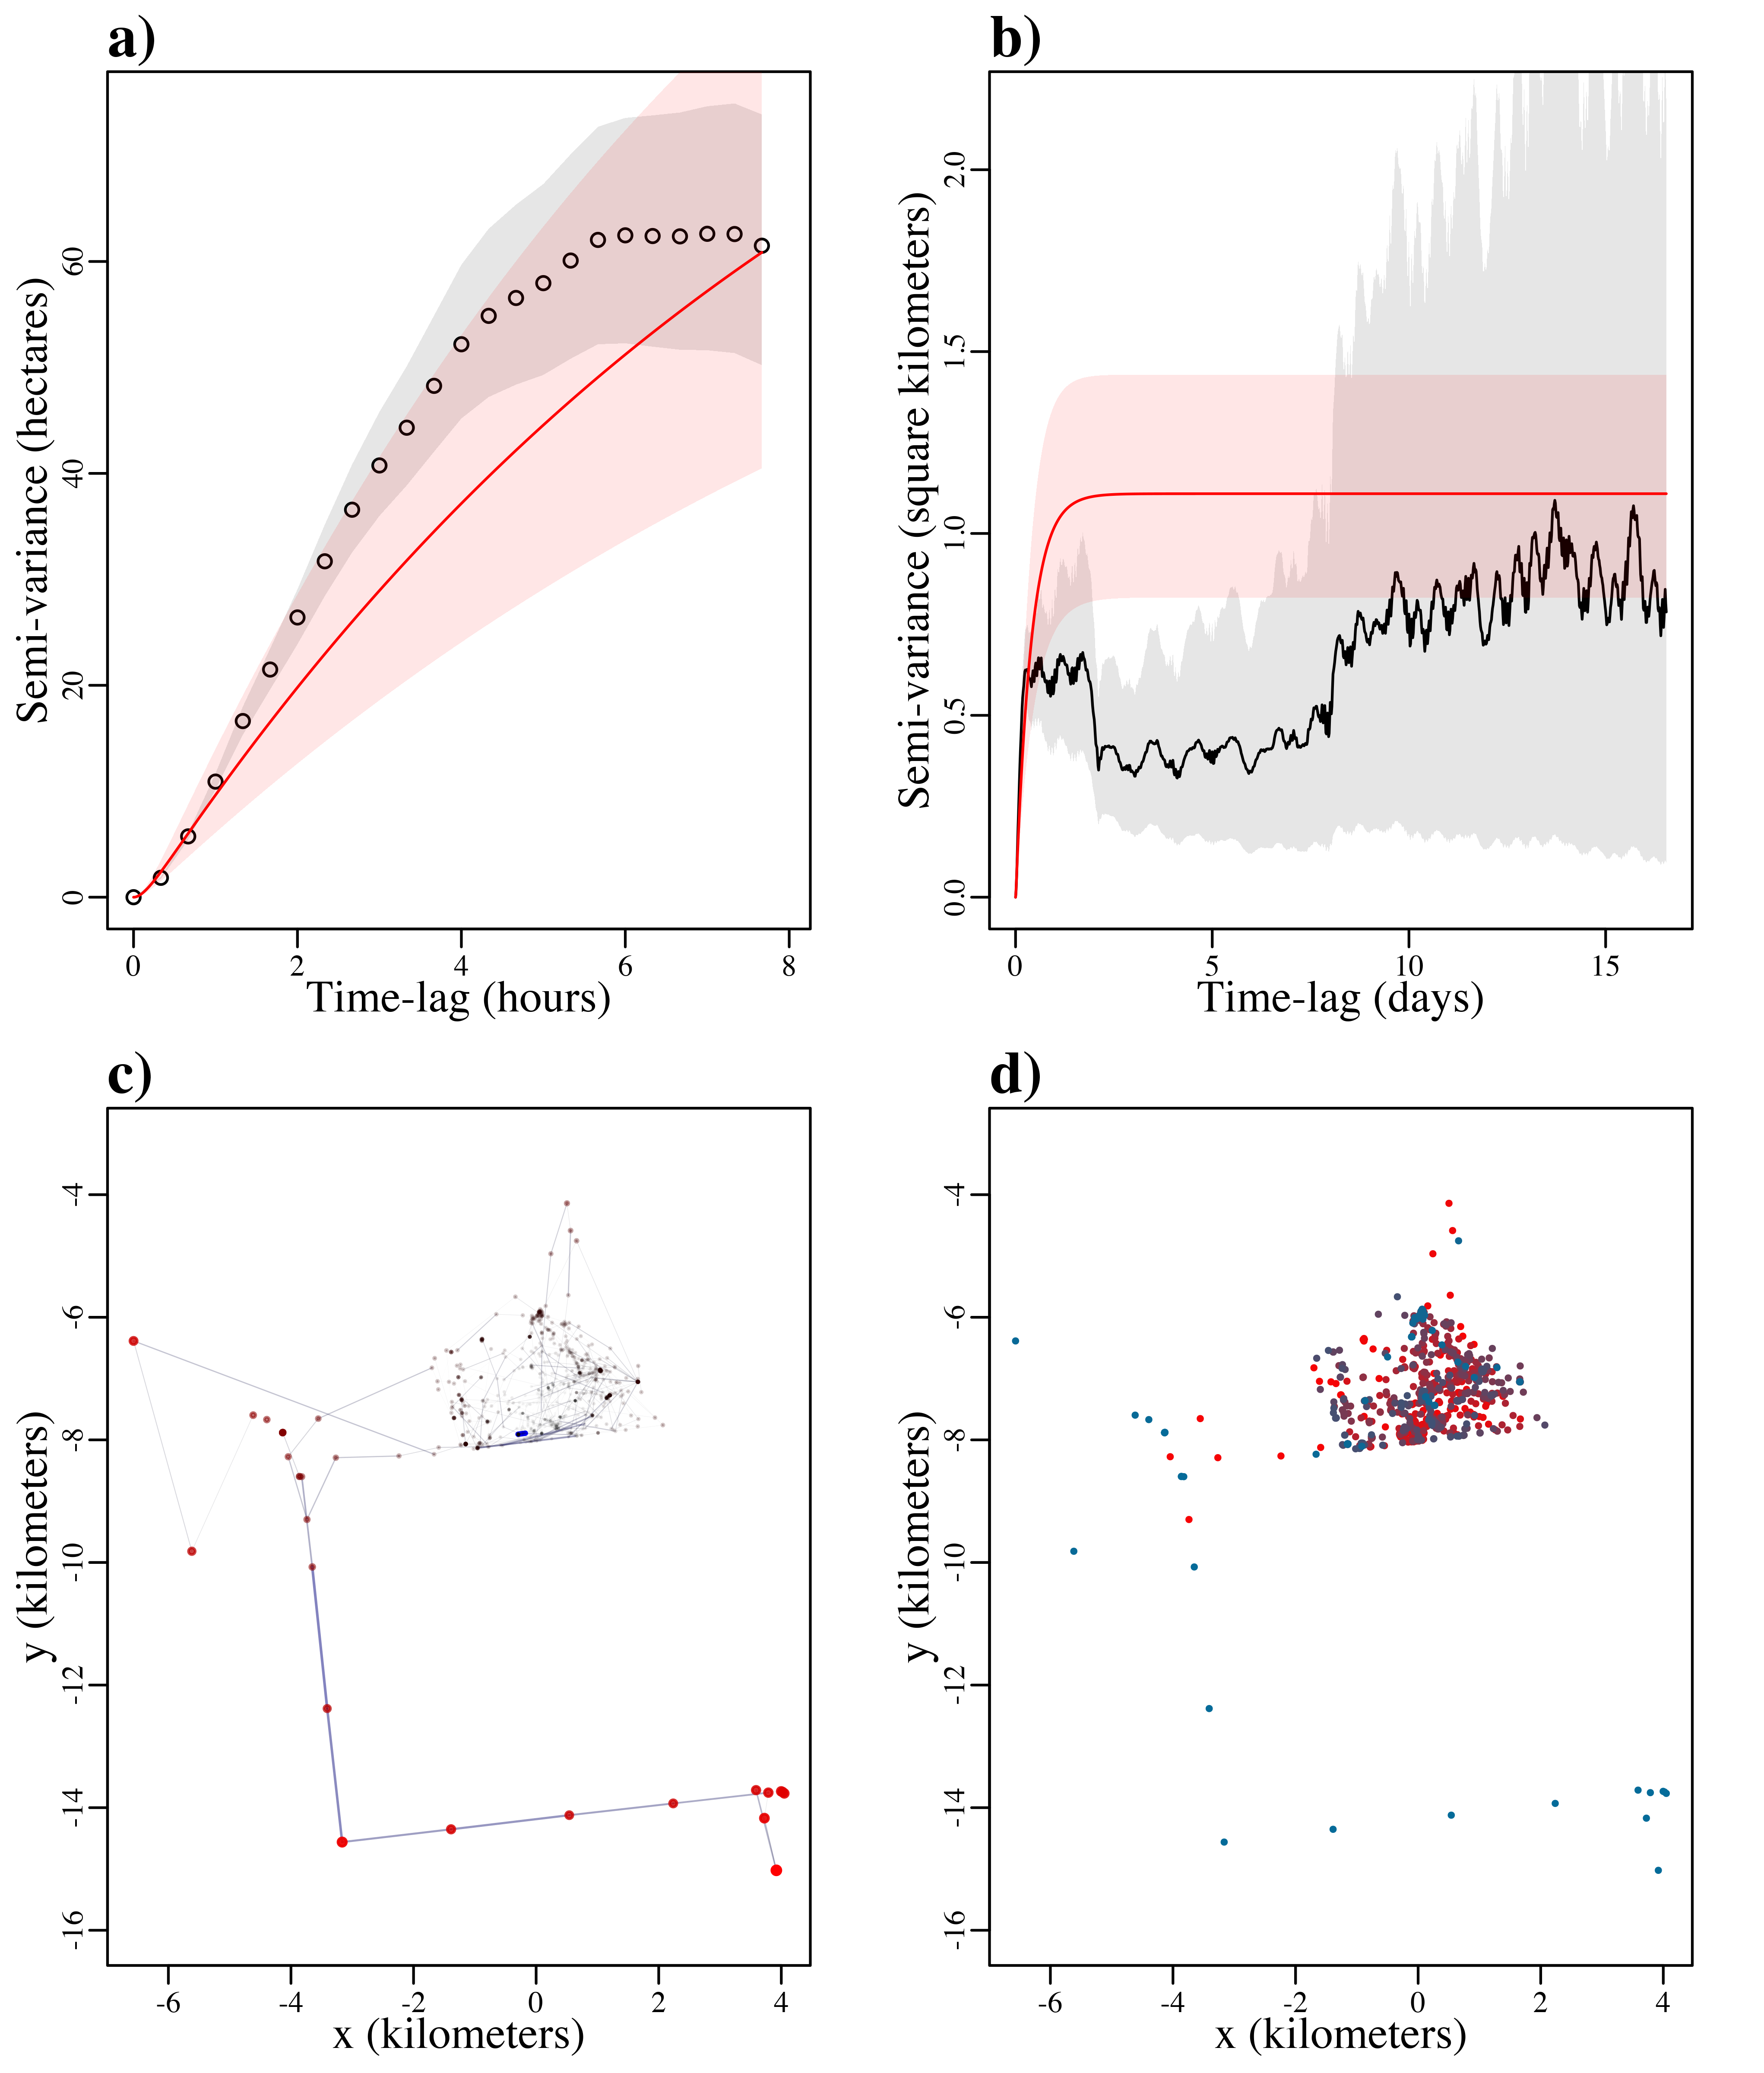 a)
Semi-variance (hectares)
60
40
20
0
0 2 4 6 8
Time-lag (hours)
b)
Semi-variance (square kilometers)
2.0
1.5
1.0
0.5
0.0
0 5 10 15
Time-lag (days)
c)
y (kilometers)
-4
-6
-8
-10
-12
-14
-16
-6 -4 -2 0 2 4
x (kilometers)
d)
y (kilometers)
-4
-6
-8
-10
-12
-14
-16
-6 -4 -2 0 2 4
x (kilometers)